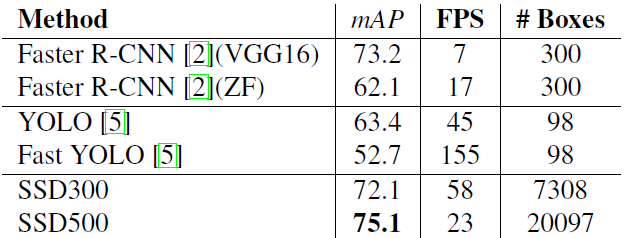 Method mAP FPS # Boxes
Faster R-CNN [2](VGG16) 73.2 7 300
Faster R-CNN [2](ZF) 62.1 17 300
YOLO [5] 63.4 45 98
Fast YOLO [5] 52.7 155 98
SSD300 72.1 58 7308
SSD500 75.1 23 20097